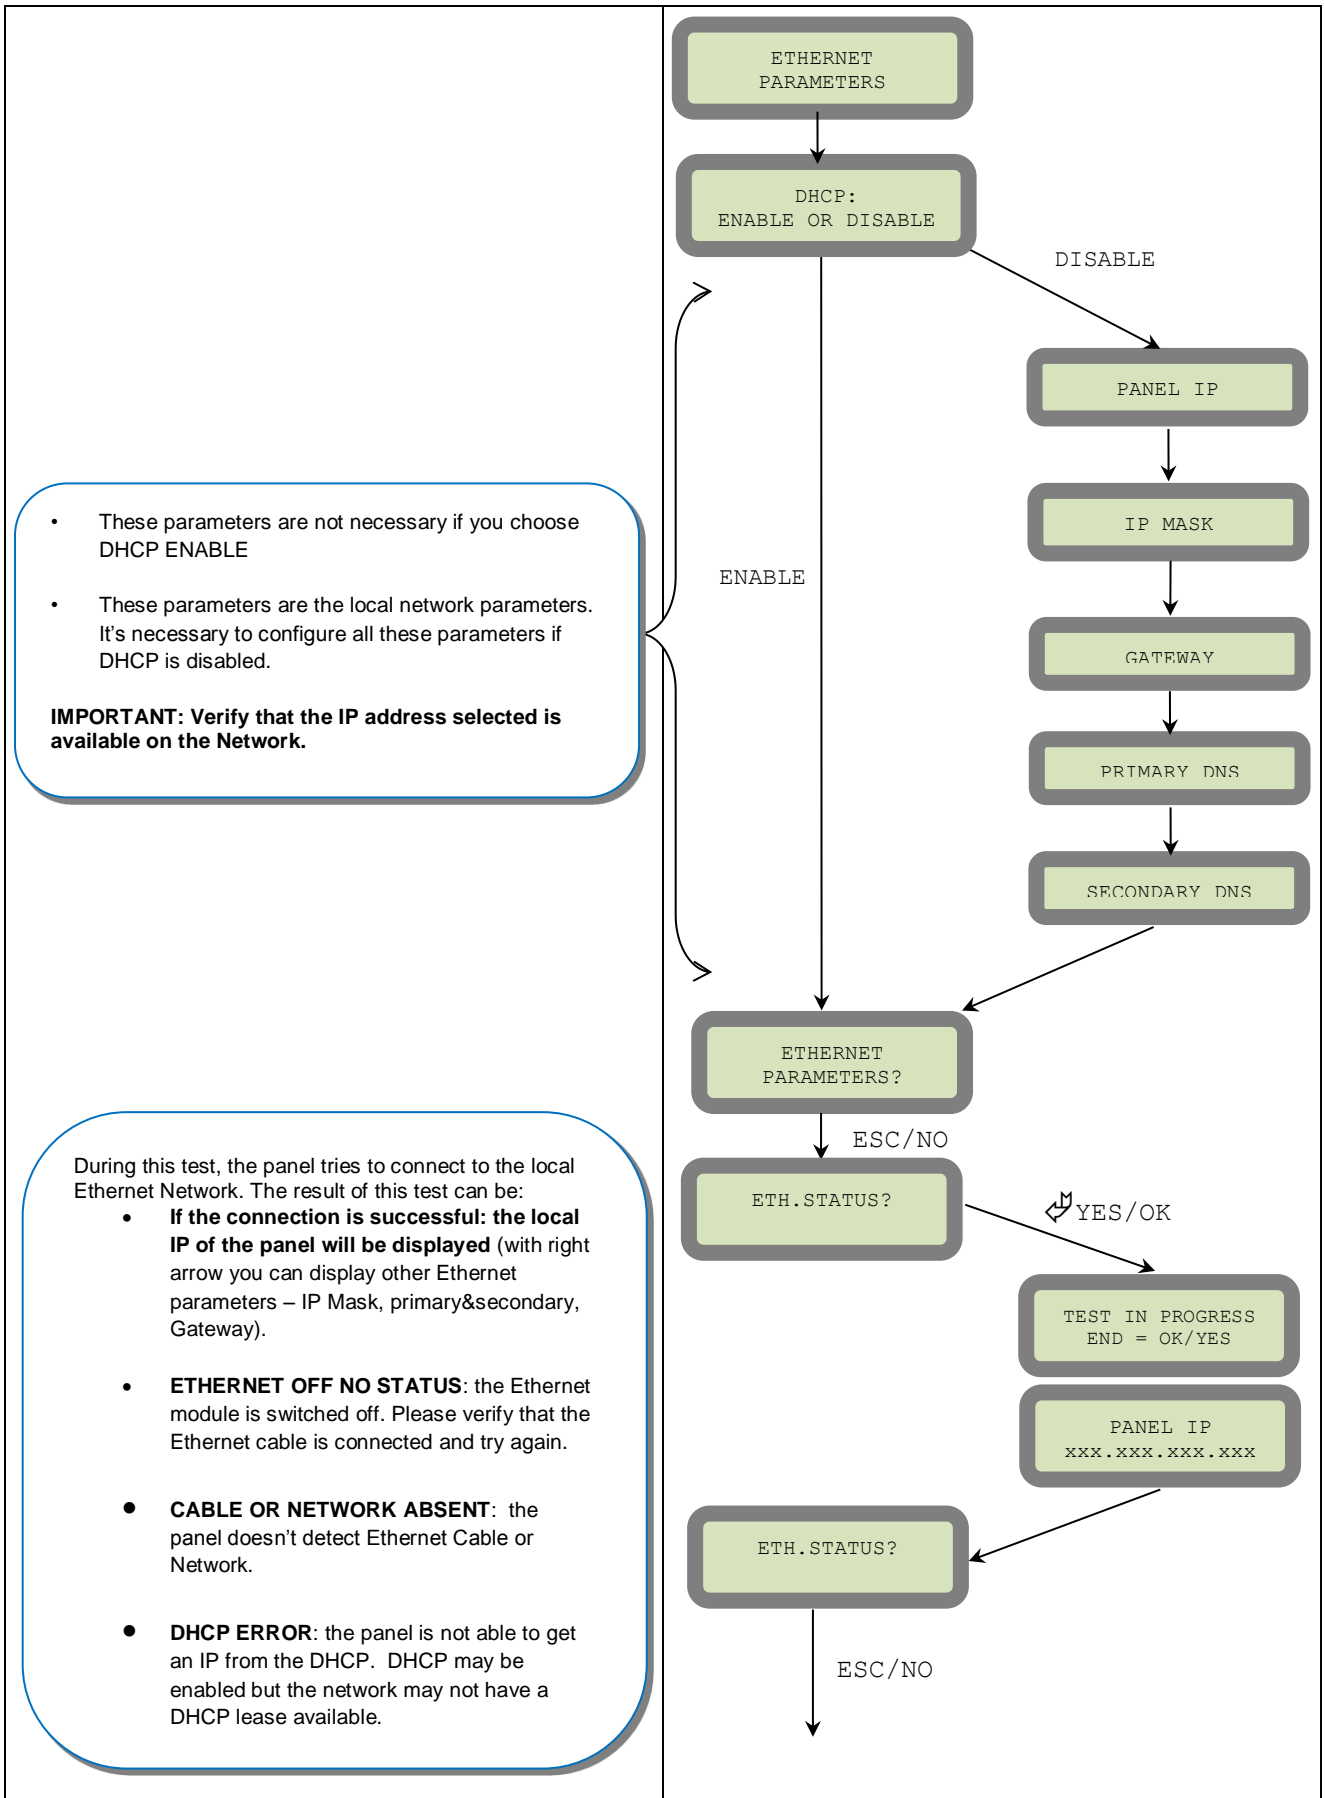 ETHERNET
PARAMETERS
DHCP:
ENABLE OR DISABLE
DISABLE
PANEL IP
IP MASK
GATEWAY
PRIMARY DNS
SECONDARY DNS
ENABLE
• These parameters are not necessary if you choose
DHCP ENABLE
• These parameters are the local network parameters.
It's necessary to configure all these parameters if
DHCP is disabled.
IMPORTANT: Verify that the IP address selected is
available on the Network.
ETHERNET
PARAMETERS?
ESC/NO
ETH.STATUS?
YES/OK
TEST IN PROGRESS
END = OK/YES
PANEL IP
xxx.xxx.xxx.xxx
ETH.STATUS?
ESC/NO
During this test, the panel tries to connect to the local
Ethernet Network. The result of this test can be:
• If the connection is successful: the local
IP of the panel will be displayed (with right
arrow you can display other Ethernet
parameters – IP Mask, primary&secondary,
Gateway).
• ETHERNET OFF NO STATUS: the Ethernet
module is switched off. Please verify that the
Ethernet cable is connected and try again.
• CABLE OR NETWORK ABSENT:  the
panel doesn't detect Ethernet Cable or
Network.
• DHCP ERROR: the panel is not able to get
an IP from the DHCP.  DHCP may be
enabled but the network may not have a
DHCP lease available.